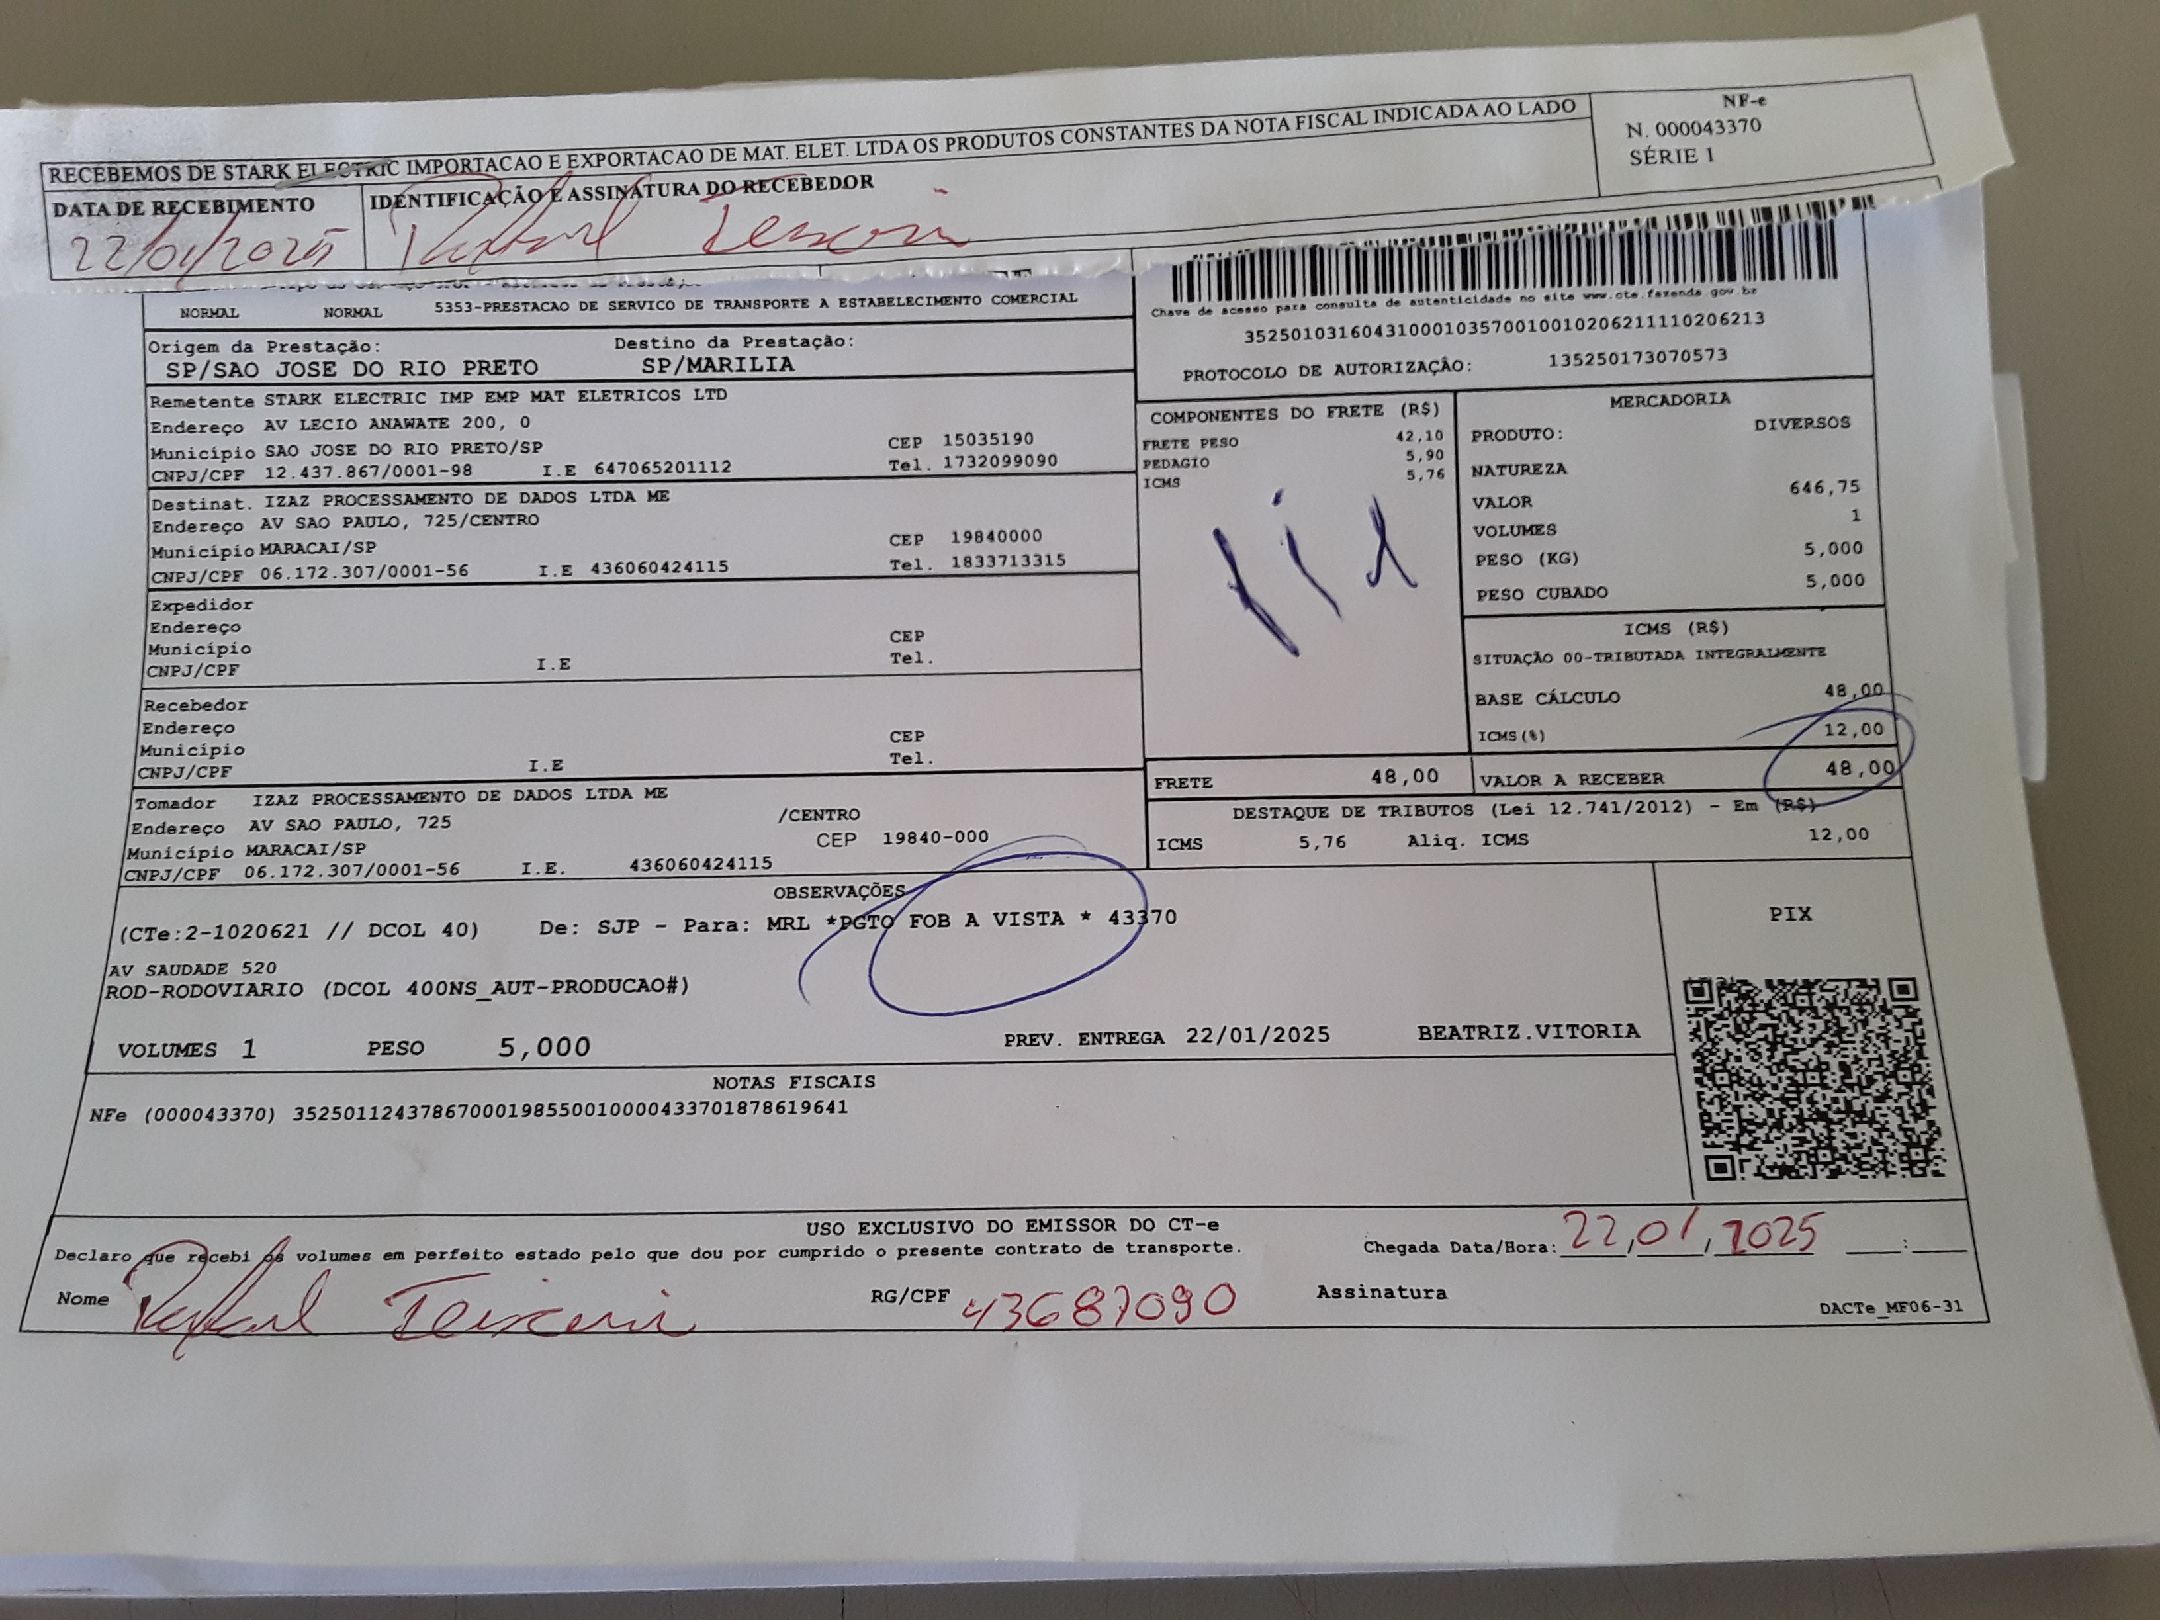 RECEBEMOS DE STARK ELECTRIC IMPORTACAO E EXPORTACAO DE MAT. ELET. LTDA OS PRODUTOS CONSTANTES DA NOTA FISCAL INDICADA AO LADO
NF-e
N. 000043370
SÉRIE 1
DATA DE RECEBIMENTO
22/01/2025
IDENTIFICAÇÃO E ASSINATURA DO RECEBEDOR
Rafael Teixeira
NORMAL NORMAL 5353-PRESTACAO DE SERVICO DE TRANSPORTE A ESTABELECIMENTO COMERCIAL
Chave de acesso para consulta de autenticidade no site www.cte.fazenda.gov.br
35250103160431000103570010010206211110206213
PROTOCOLO DE AUTORIZAÇÂO: 135250173070573
Origem da Prestação: Destino da Prestação:
SP/SAO JOSE DO RIO PRETO SP/MARILIA
Remetente STARK ELECTRIC IMP EMP MAT ELETRICOS LTD
Endereço AV LECIO ANAWATE 200, 0
Município SAO JOSE DO RIO PRETO/SP CEP 15035190
CNPJ/CPF 12.437.867/0001-98 I.E 647065201112 Tel. 1732099090
Destinat. IZAZ PROCESSAMENTO DE DADOS LTDA ME
Endereço AV SAO PAULO, 725/CENTRO
Município MARACAI/SP CEP 19840000
CNPJ/CPF 06.172.307/0001-56 I.E 436060424115 Tel. 1833713315
Expedidor
Endereço
Município CEP
CNPJ/CPF I.E Tel.
Recebedor
Endereço
Município CEP
CNPJ/CPF I.E Tel.
Tomador IZAZ PROCESSAMENTO DE DADOS LTDA ME
Endereço AV SAO PAULO, 725 /CENTRO
Município MARACAI/SP CEP 19840-000
CNPJ/CPF 06.172.307/0001-56 I.E. 436060424115
COMPONENTES DO FRETE (R$)
FRETE PESO 42,10
PEDAGIO 5,90
ICMS 5,76
MERCADORIA
PRODUTO: DIVERSOS
NATUREZA
VALOR 646,75
VOLUMES 1
PESO (KG) 5,000
PESO CUBADO 5,000
ICMS (R$)
SITUAÇÃO 00-TRIBUTADA INTEGRALMENTE
BASE CÁLCULO 48,00
ICMS(%) 12,00
FRETE 48,00 VALOR A RECEBER 48,00
DESTAQUE DE TRIBUTOS (Lei 12.741/2012) - Em (R$)
ICMS 5,76 Aliq. ICMS 12,00
OBSERVAÇÕES
(CTe:2-1020621 // DCOL 40) De: SJP - Para: MRL *PGTO FOB A VISTA * 43370
AV SAUDADE 520
ROD-RODOVIARIO (DCOL 400NS_AUT-PRODUCAO#)
VOLUMES 1 PESO 5,000 PREV. ENTREGA 22/01/2025 BEATRIZ.VITORIA
PIX
NOTAS FISCAIS
NFe (000043370) 35250112437867000198550010000433701878619641
USO EXCLUSIVO DO EMISSOR DO CT-e
Declaro que recebi os volumes em perfeito estado pelo que dou por cumprido o presente contrato de transporte. Chegada Data/Hora: 22,01,2025 :
Nome Rafael Teixeira RG/CPF 43687090 Assinatura
DACTe_MF06-31